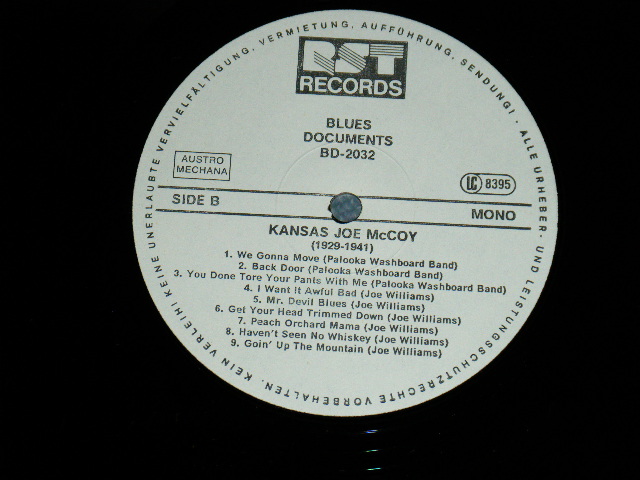 RST
RECORDS
BLUES
DOCUMENTS
BD-2032
AUSTRO
MECHANA
LC 8395
SIDE B
MONO
KANSAS JOE McCOY
(1929-1941)
1. We Gonna Move (Palooka Washboard Band)
2. Back Door (Palooka Washboard Band)
3. You Done Tore Your Pants With Me (Palooka Washboard Band)
4. I Want It Awful Bad (Joe Williams)
5. Mr. Devil Blues (Joe Williams)
6. Get Your Head Trimmed Down (Joe Williams)
7. Peach Orchard Mama (Joe Williams)
8. Haven't Seen No Whiskey (Joe Williams)
9. Goin' Up The Mountain (Joe Williams)
· ALLE URHEBER- UND LEISTUNGSSCHUTZRECHTE VORBEHALTEN. KEIN VERLEIH! KEINE UNERLAUBTE VERVIELFÄLTIGUNG, VERMIETUNG, AUFFÜHRUNG, SENDUNG!